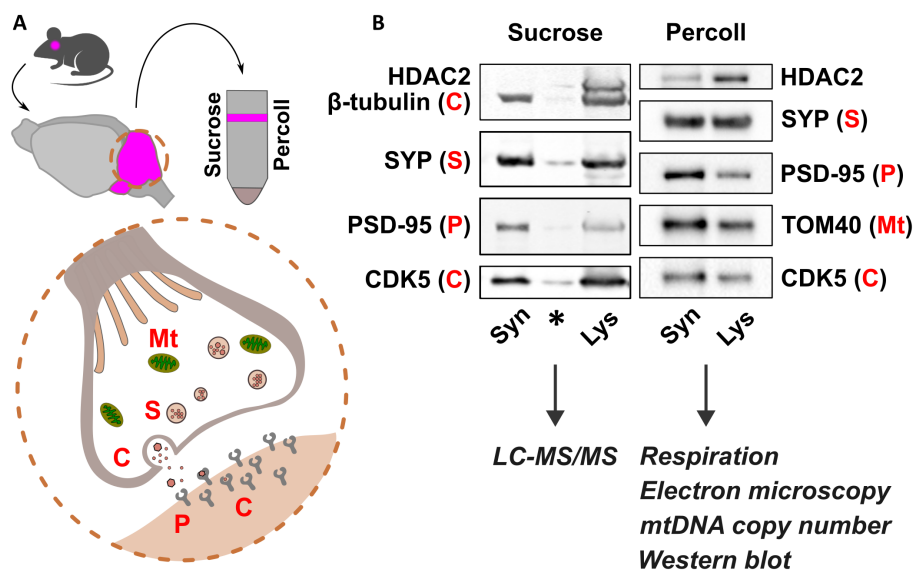 A
Sucrose
Percoll
Mt
S
C
P
C
B
Sucrose
Percoll
HDAC2
β-tubulin (C)
SYP (S)
PSD-95 (P)
CDK5 (C)
HDAC2
SYP (S)
PSD-95 (P)
TOM40 (Mt)
CDK5 (C)
Syn * Lys
Syn Lys
LC-MS/MS
Respiration
Electron microscopy
mtDNA copy number
Western blot